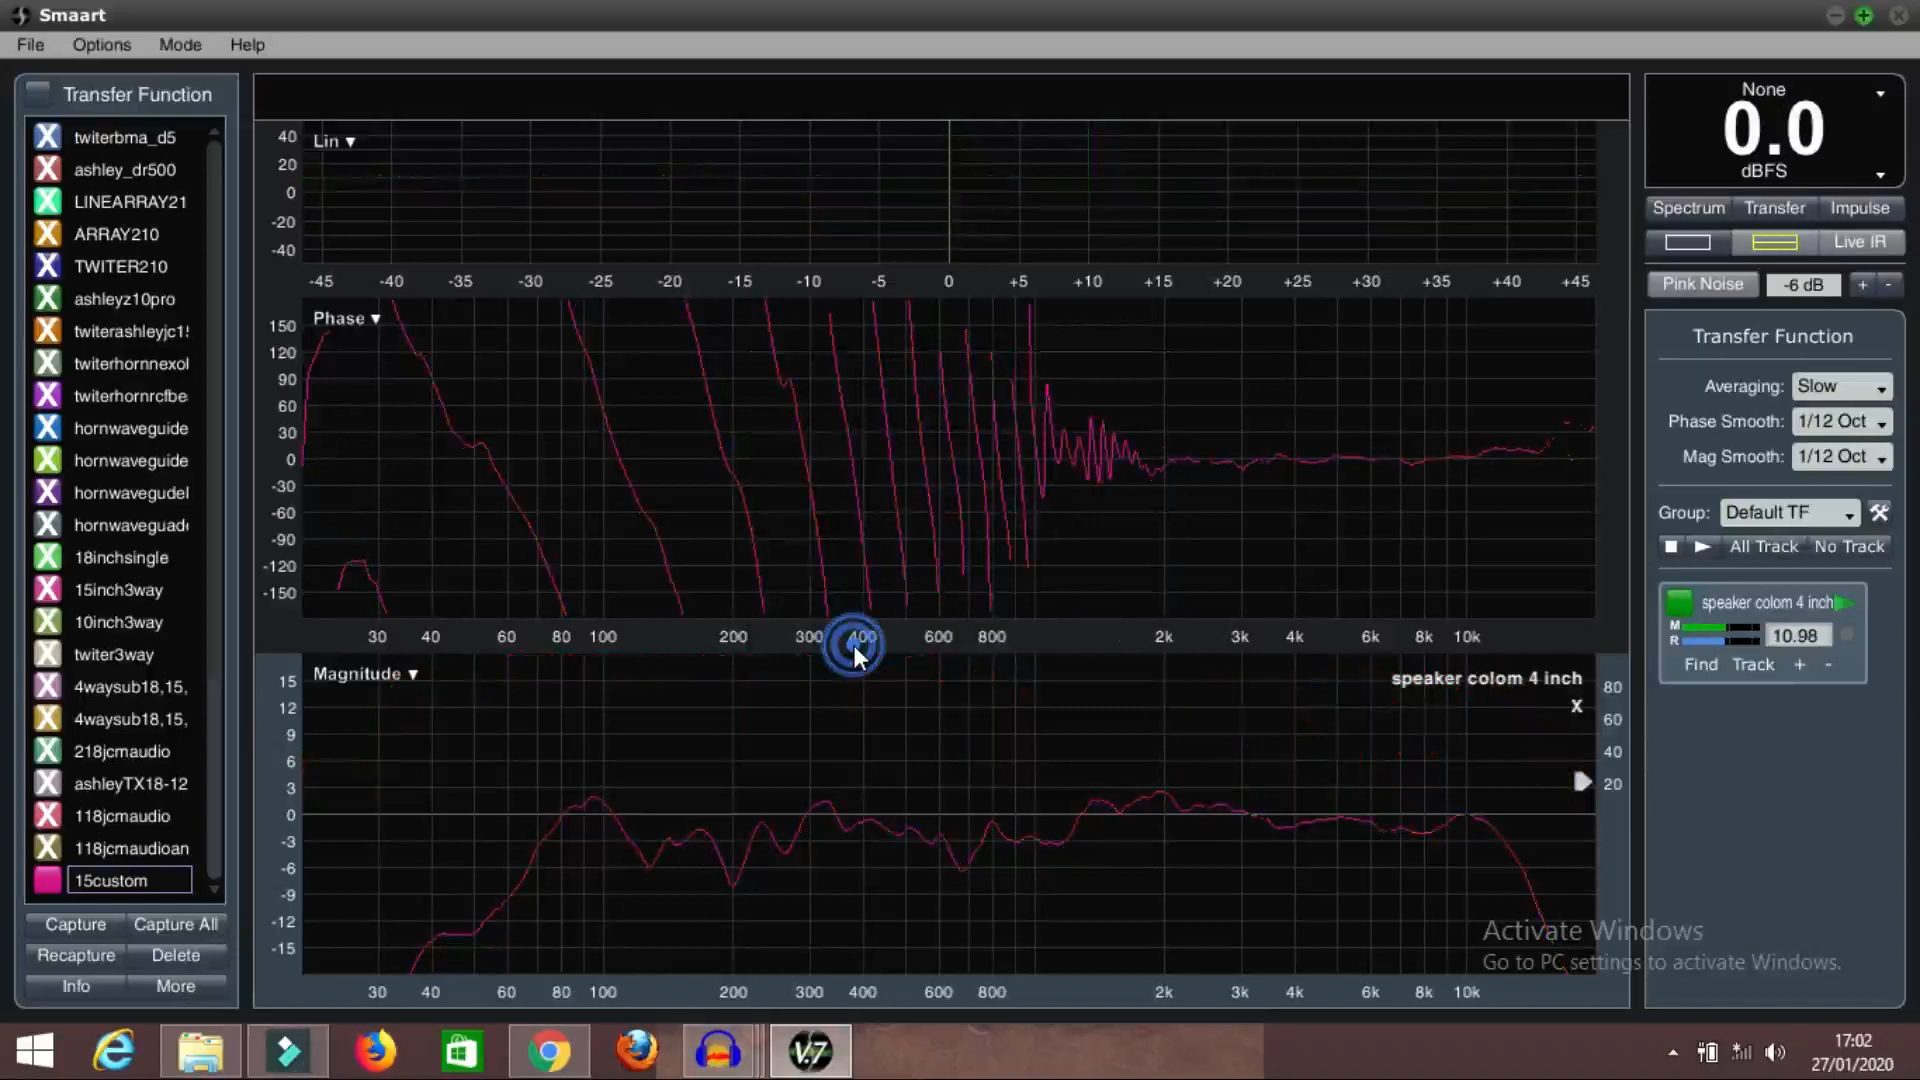 Smaart
File Options Mode Help
Transfer Function
twiterbma_d5
ashley_dr500
LINEARRAY21
ARRAY210
TWITER210
ashleyz10pro
twiterashleyjc1
twiterhornnexol
twiterhornrcfbe
hornwaveguide
hornwaveguide
hornwavegudel
hornwaveguad
18inchsingle
15inch3way
10inch3way
twiter3way
4waysub18,15,
4waysub18,15,
218jcmaudio
ashleyTX18-12
118jcmaudio
118jcmaudioan
15custom
Capture Capture All
Recapture Delete
Info More
Lin
40
20
0
-20
-40
-45 -40 -35 -30 -25 -20 -15 -10 -5 0 +5 +10 +15 +20 +25 +30 +35 +40 +45
Phase
150
120
90
60
30
0
-30
-60
-90
-120
-150
30 40 60 80 100 200 300 400 600 800 2k 3k 4k 6k 8k 10k
Magnitude
speaker colom 4 inch
X
15
12
9
6
3
0
-3
-6
-9
-12
-15
80
60
40
20
30 40 60 80 100 200 300 400 600 800 2k 3k 4k 6k 8k 10k
None
0.0
dBFS
Spectrum Transfer Impulse
Live IR
Pink Noise -6 dB + -
Transfer Function
Averaging: Slow
Phase Smooth: 1/12 Oct
Mag Smooth: 1/12 Oct
Group: Default TF
All Track No Track
speaker colom 4 inch
M
R
10.98
Find Track + -
Activate Windows
Go to PC settings to activate Windows.
V.7
17:02
27/01/2020